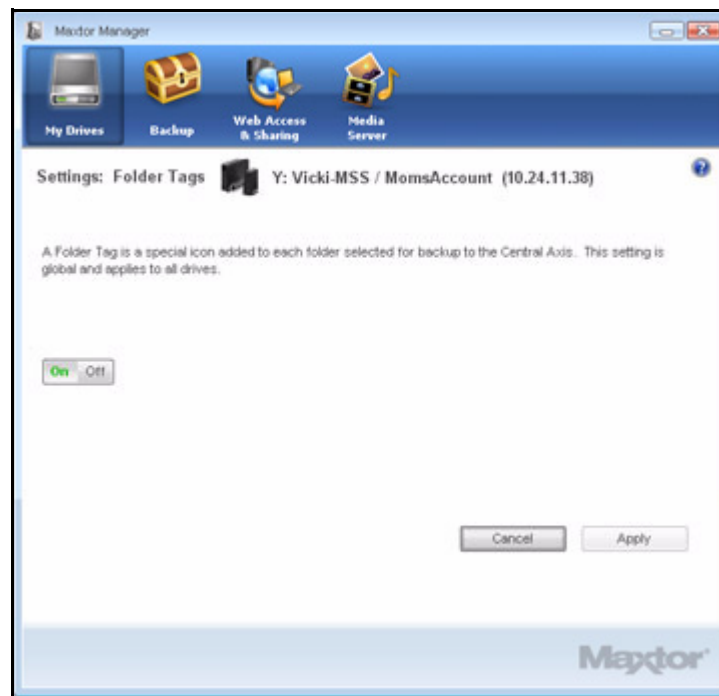 Maxtor Manager
My Drives
Backup
Web Access
& Sharing
Media
Server
Settings: Folder Tags
Y: Vicki-MSS / MomsAccount (10.24.11.38)
?
A Folder Tag is a special icon added to each folder selected for backup to the Central Axis. This setting is
global and applies to all drives.
On Off
Cancel
Apply
Maxtor